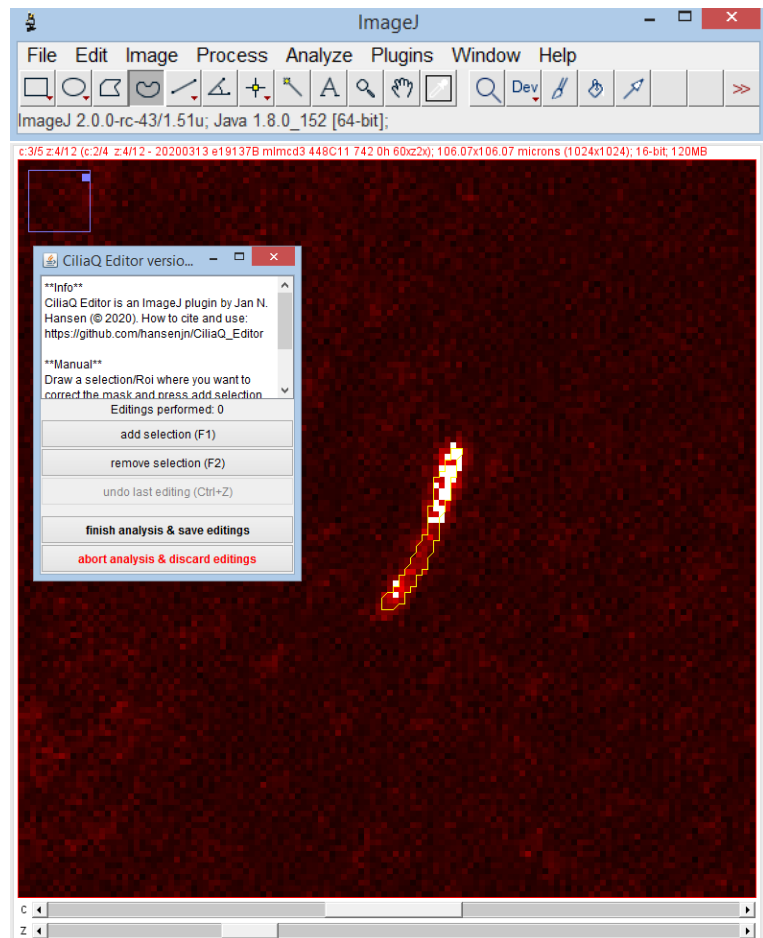 ImageJ
File Edit Image Process Analyze Plugins Window Help
A Dev >>
ImageJ 2.0.0-rc-43/1.51u; Java 1.8.0_152 [64-bit];
c:3/5 z:4/12 (c:2/4 z:4/12 - 20200313 e19137B mImcd3 448C11 742 0h 60xz2x); 106.07x106.07 microns (1024x1024); 16-bit; 120MB
CiliaQ Editor versio...
**Info**
CiliaQ Editor is an ImageJ plugin by Jan N.
Hansen (© 2020). How to cite and use:
https://github.com/hansenjn/CiliaQ_Editor
**Manual**
Draw a selection/Roi where you want to
correct the mask and press add selection
Editings performed: 0
add selection (F1)
remove selection (F2)
undo last editing (Ctrl+Z)
finish analysis & save editings
abort analysis & discard editings
c
z